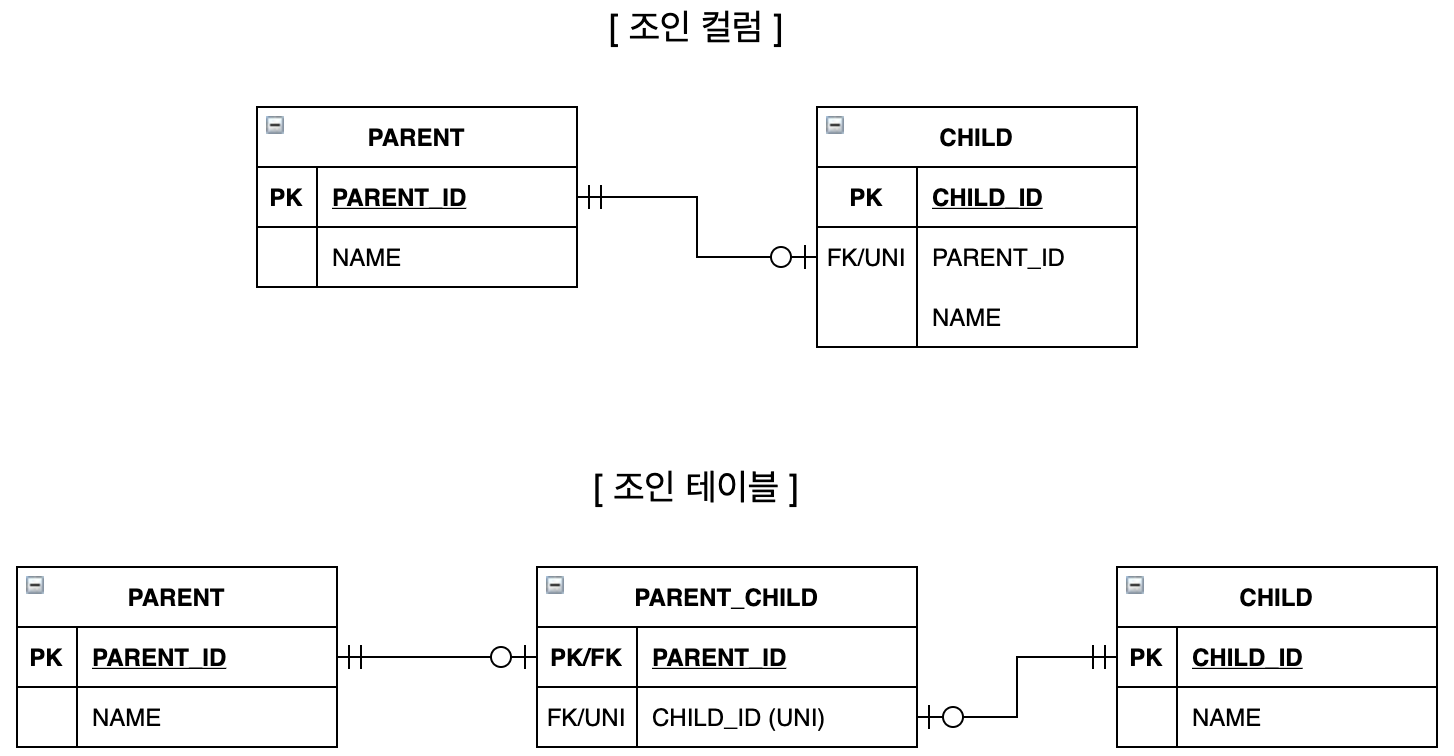 [ 조인 컬럼 ]
PARENT
PK PARENT_ID
NAME
CHILD
PK CHILD_ID
FK/UNI PARENT_ID
NAME
[ 조인 테이블 ]
PARENT
PK PARENT_ID
NAME
PARENT_CHILD
PK/FK PARENT_ID
FK/UNI CHILD_ID (UNI)
CHILD
PK CHILD_ID
NAME